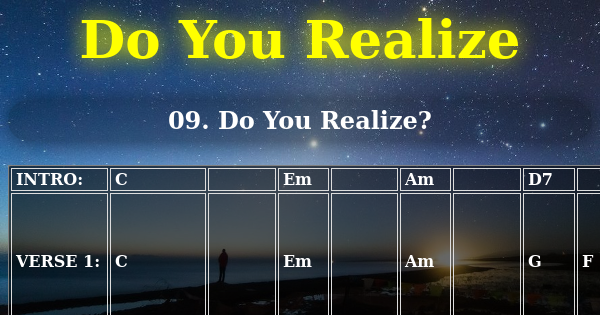 Do You Realize
09. Do You Realize?
INTRO: C Em Am D7
VERSE 1: C Em Am G F